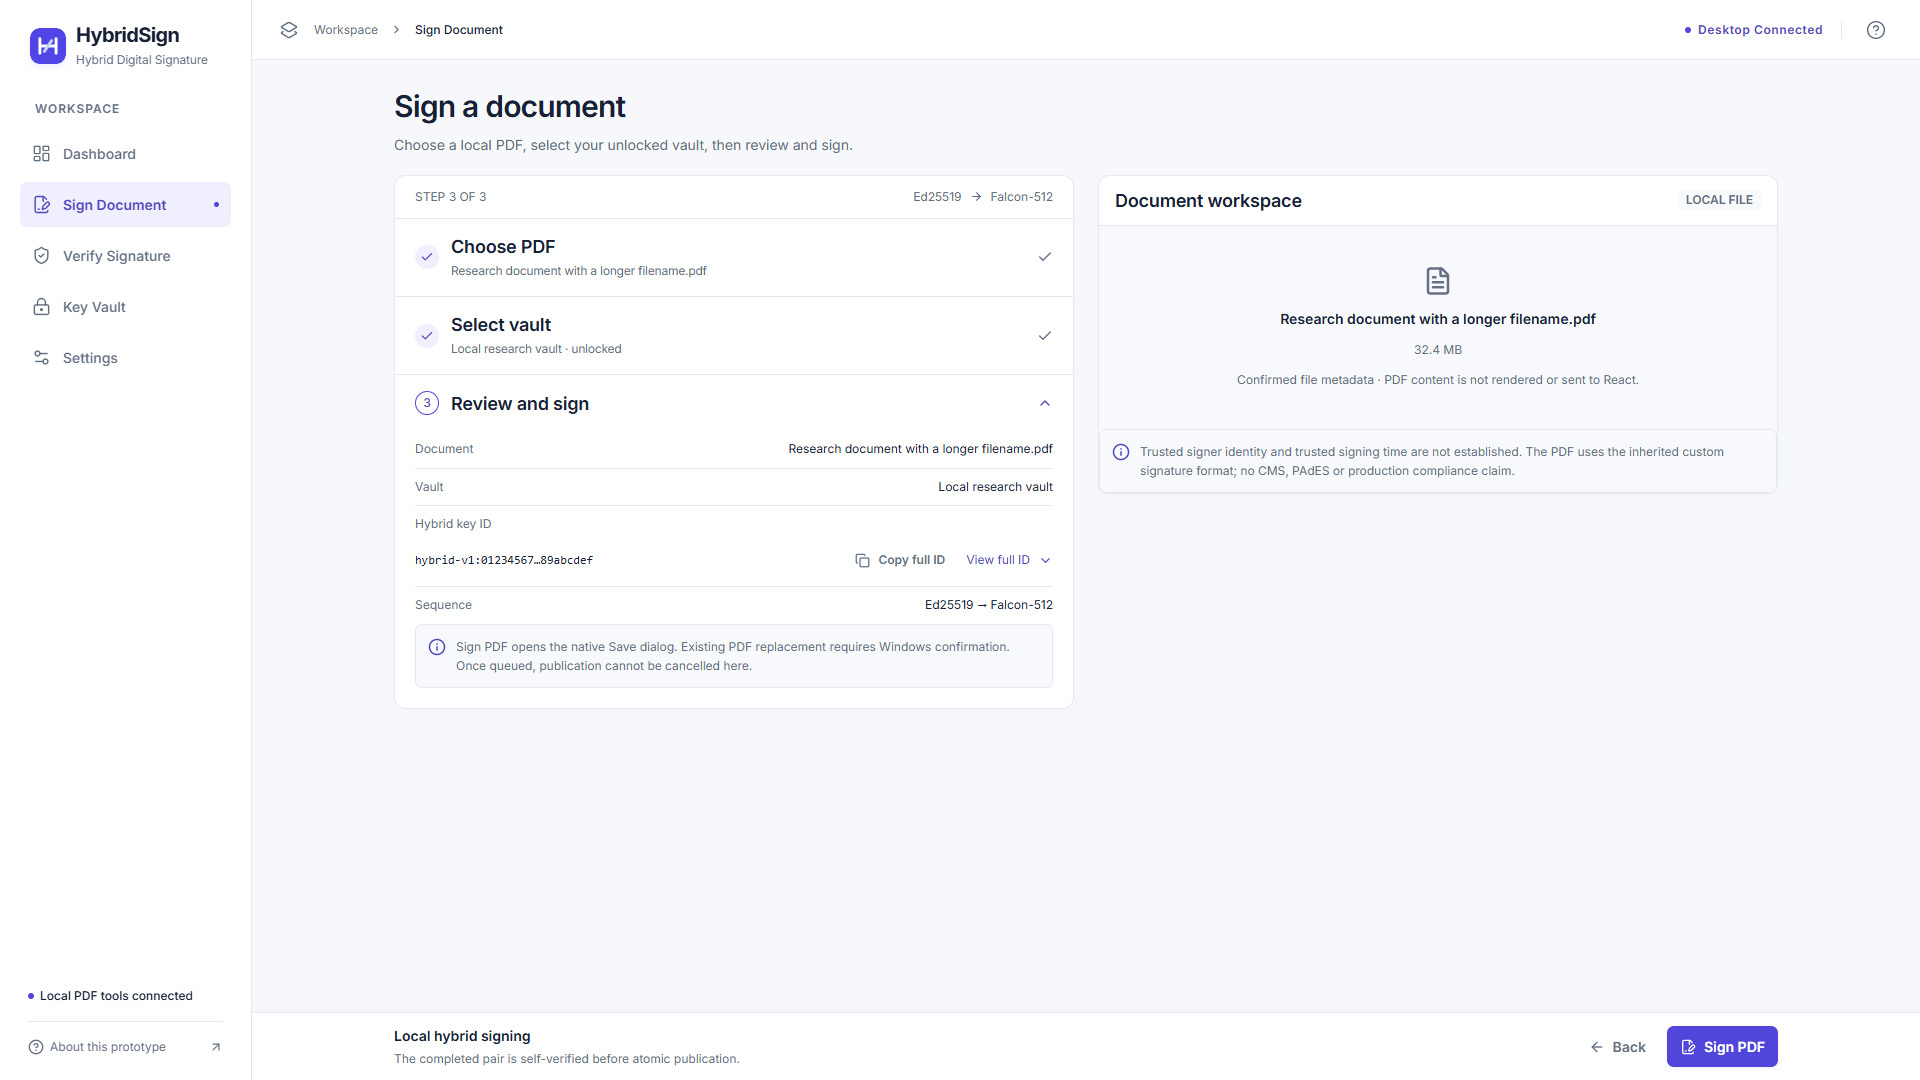 HybridSign
Hybrid Digital Signature
WORKSPACE
Dashboard
Sign Document
Verify Signature
Key Vault
Settings
Local PDF tools connected
About this prototype
Workspace
Sign Document
Desktop Connected
Sign a document
Choose a local PDF, select your unlocked vault, then review and sign.
STEP 3 OF 3
Ed25519 → Falcon-512
Choose PDF
Research document with a longer filename.pdf
Select vault
Local research vault · unlocked
3
Review and sign
Document
Research document with a longer filename.pdf
Vault
Local research vault
Hybrid key ID
hybrid-v1:01234567…89abcdef
Copy full ID
View full ID
Sequence
Ed25519 → Falcon-512
Sign PDF opens the native Save dialog. Existing PDF replacement requires Windows confirmation.
Once queued, publication cannot be cancelled here.
Document workspace
LOCAL FILE
Research document with a longer filename.pdf
32.4 MB
Confirmed file metadata · PDF content is not rendered or sent to React.
Trusted signer identity and trusted signing time are not established. The PDF uses the inherited custom
signature format; no CMS, PAdES or production compliance claim.
Local hybrid signing
The completed pair is self-verified before atomic publication.
Back
Sign PDF